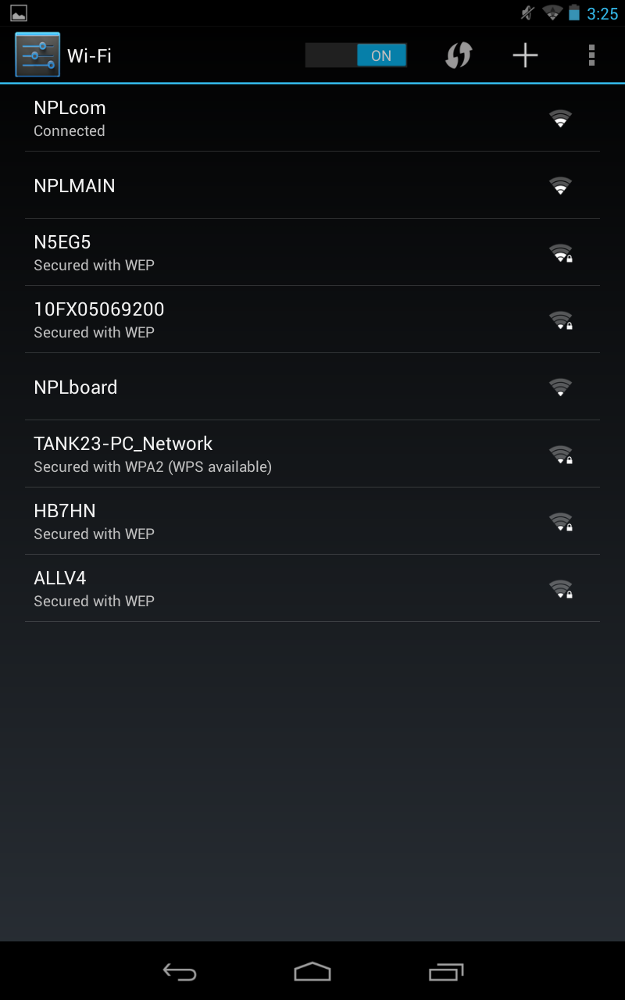 3:25
Wi-Fi
ON
NPLcom
Connected
NPLMAIN
N5EG5
Secured with WEP
10FX05069200
Secured with WEP
NPLboard
TANK23-PC_Network
Secured with WPA2 (WPS available)
HB7HN
Secured with WEP
ALLV4
Secured with WEP